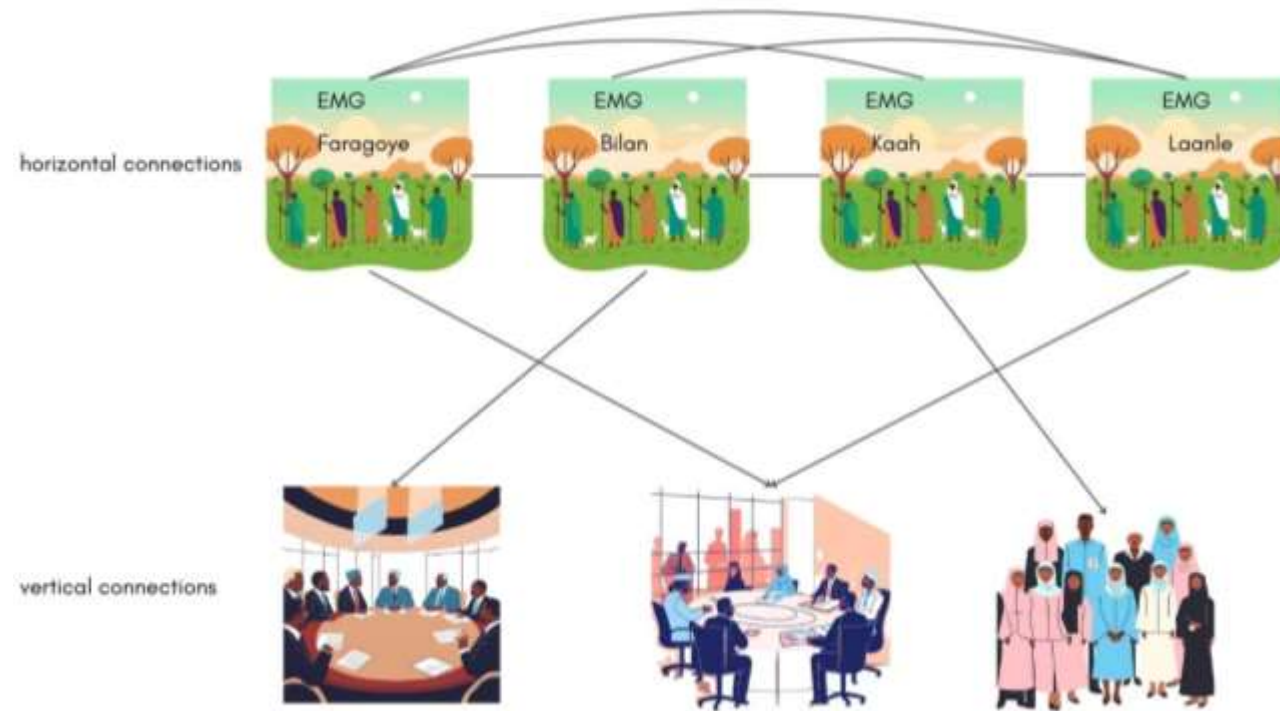 EMG
Faragoye
EMG
Bilan
EMG
Kaah
EMG
Laanle
horizontal connections
vertical connections